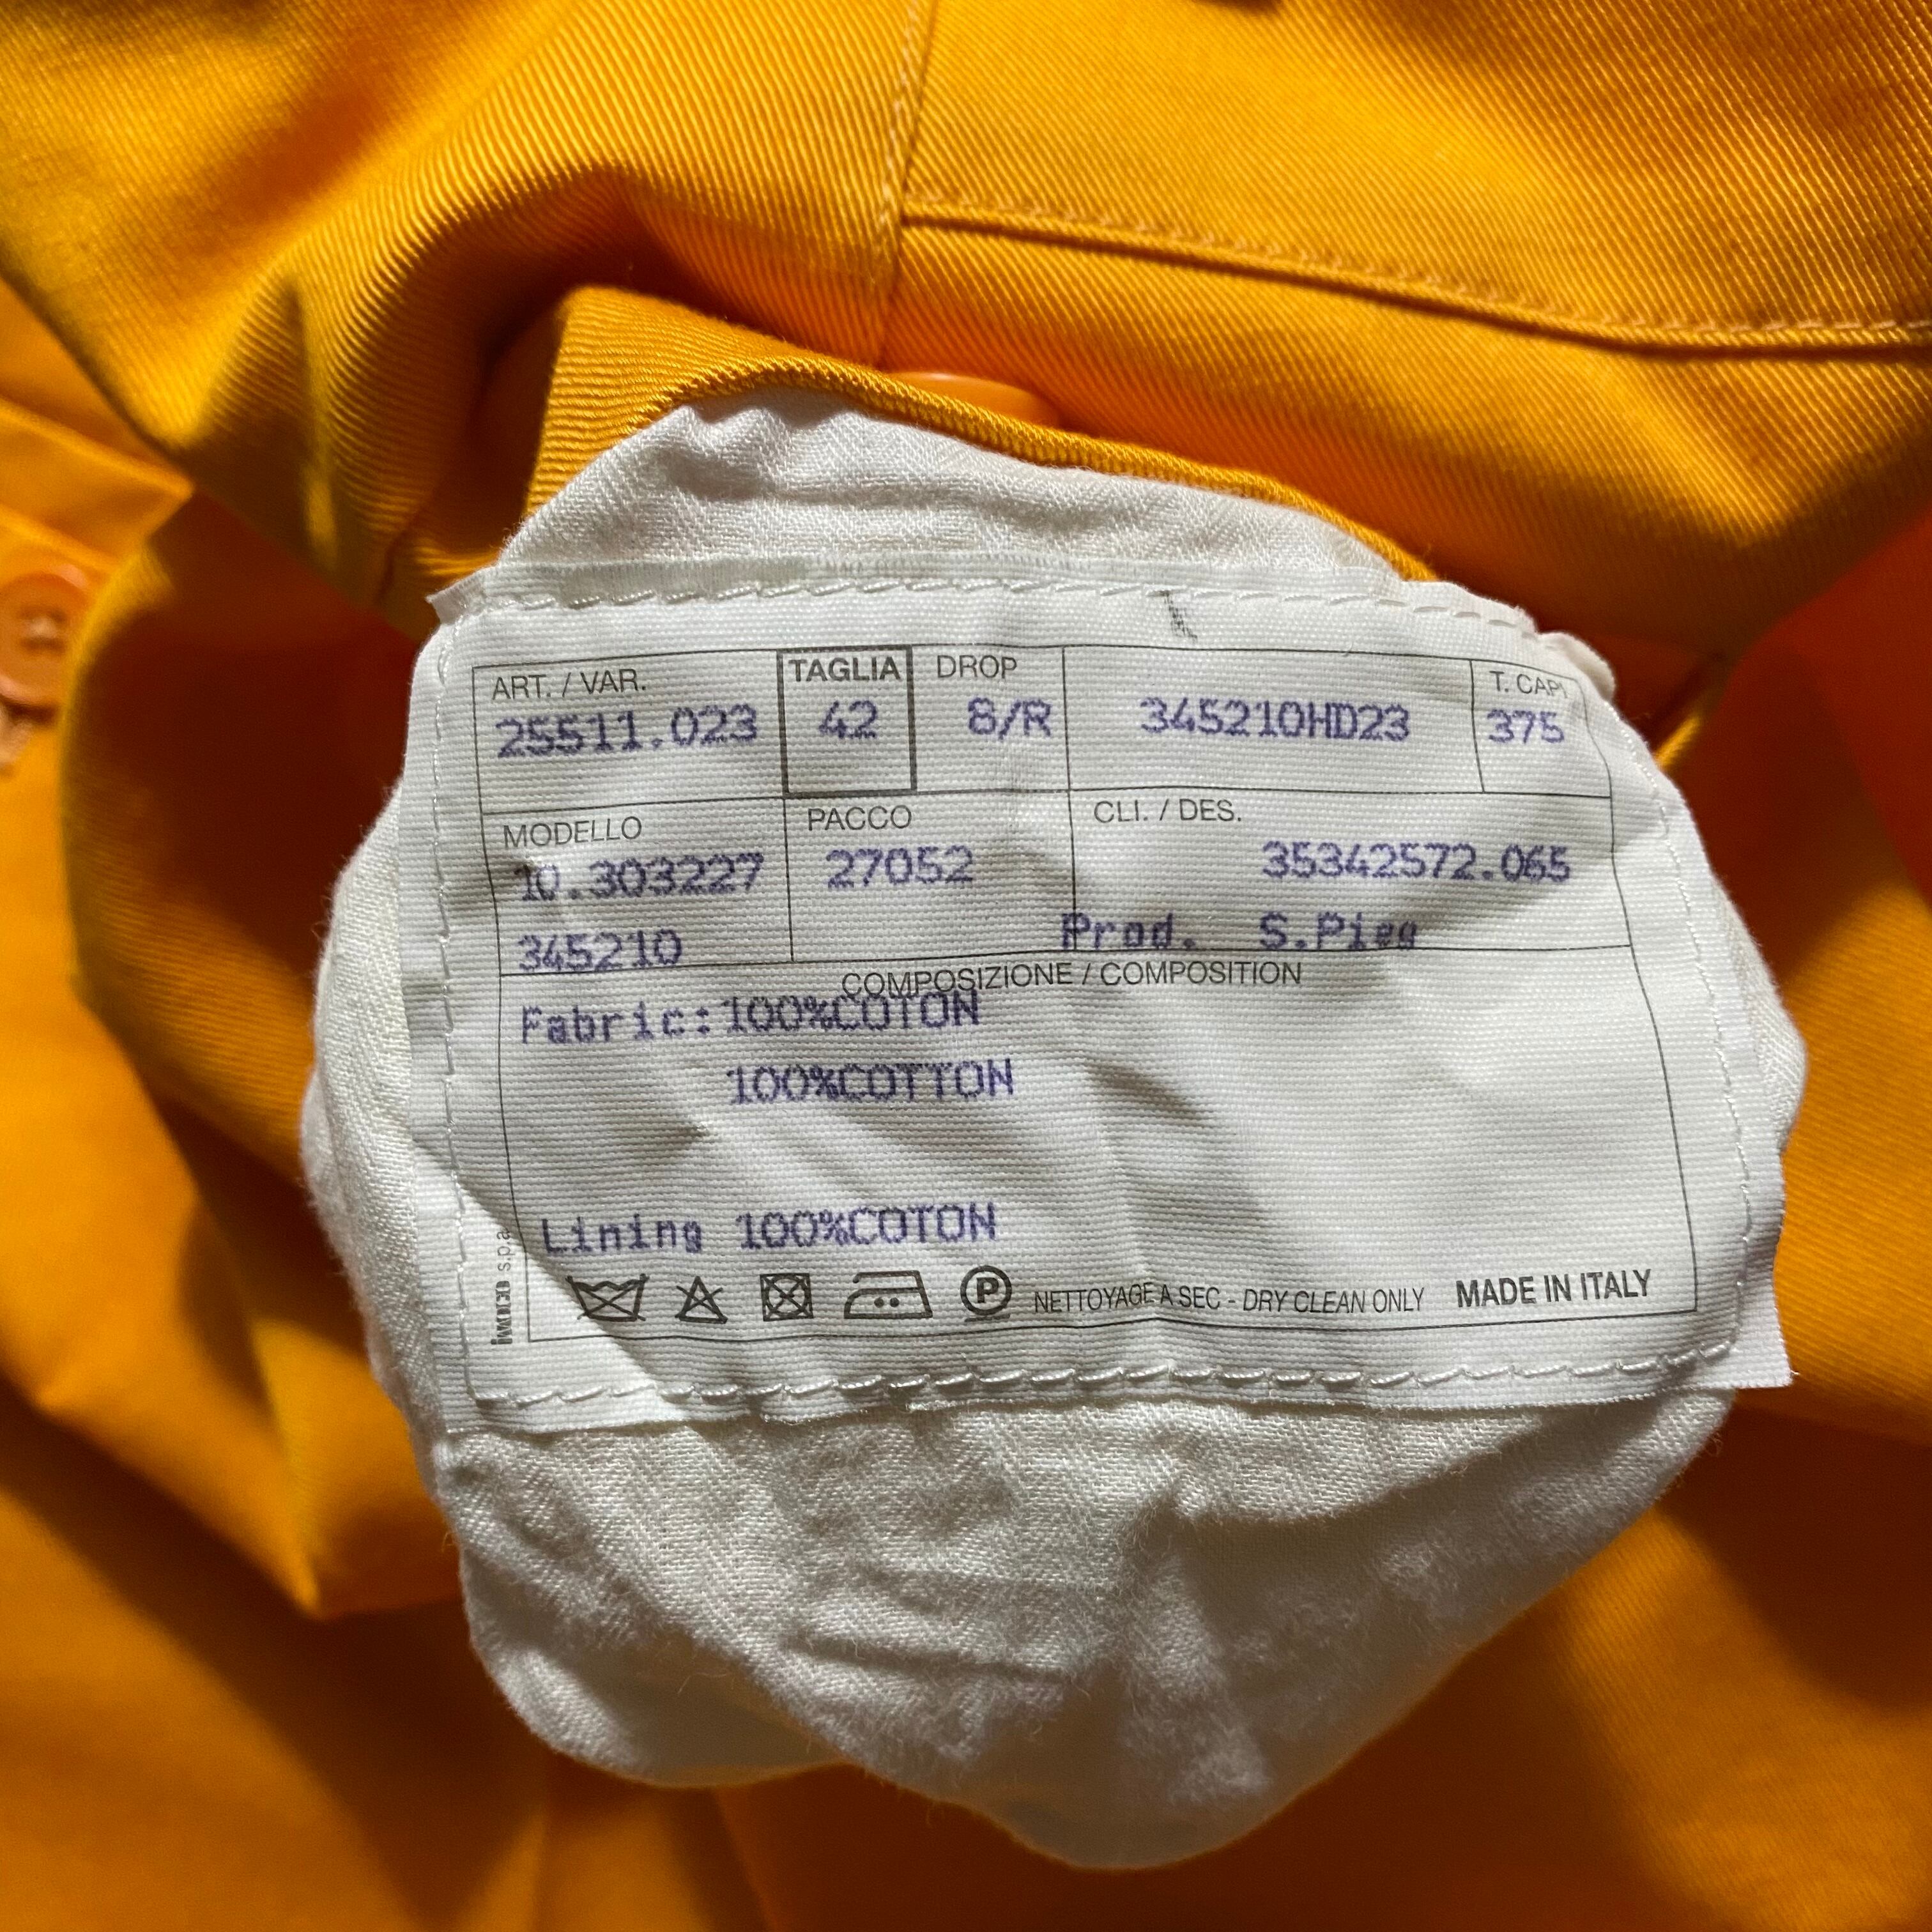 ART. / VAR. TAGLIA DROP T. CAPI
25511.023 42 8/R 345210HD23 375
MODELLO PACCO CLI. / DES.
10.303227 27052 35342572.065
345210 Prod. S.Pieg
COMPOSIZIONE / COMPOSITION
Fabric:100%COTON
100%COTTON
Lining 100%COTON
P NETTOYAGE A SEC - DRY CLEAN ONLY MADE IN ITALY
s.p.a.